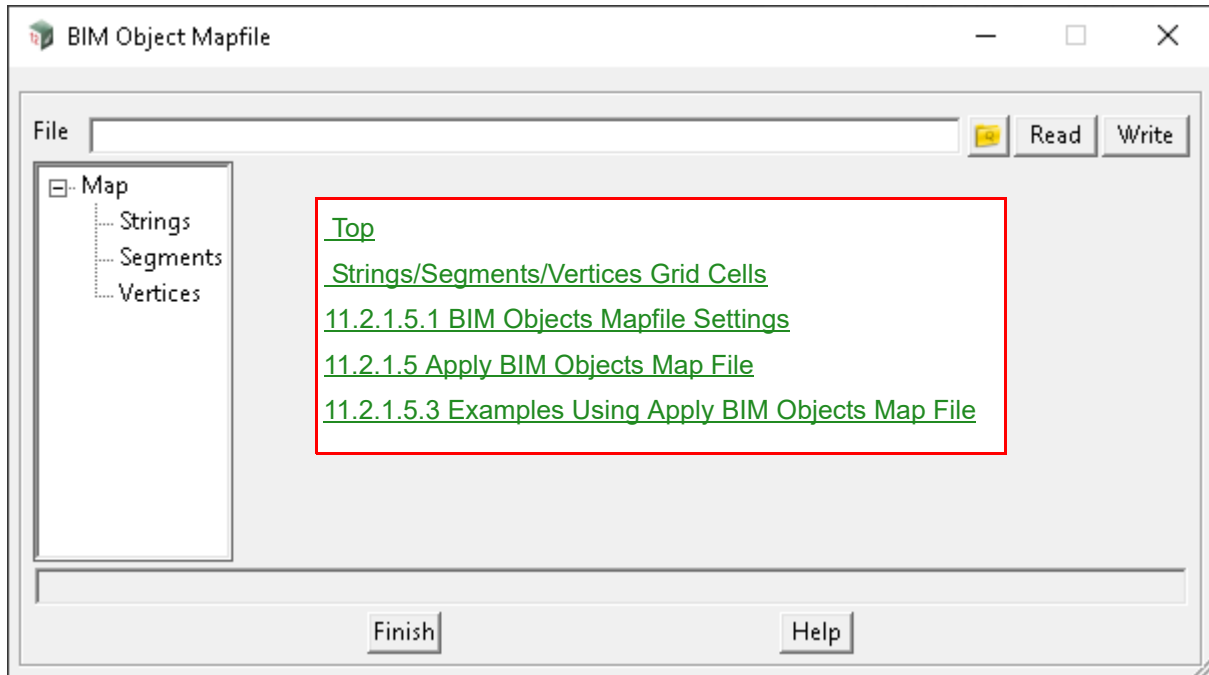 BIM Object Mapfile
File
Read
Write
Map
Strings
Segments
Vertices
Top
Strings/Segments/Vertices Grid Cells
11.2.1.5.1 BIM Objects Mapfile Settings
11.2.1.5 Apply BIM Objects Map File
11.2.1.5.3 Examples Using Apply BIM Objects Map File
Finish
Help